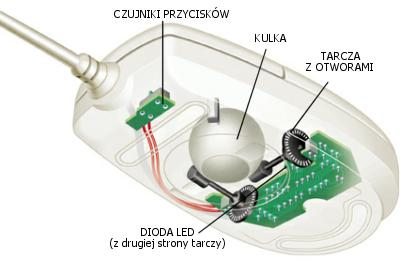 CZUJNIKI PRZYCISKÓW
KULKA
TARCZA
Z OTWORAMI
DIODA LED
(z drugiej strony tarczy)